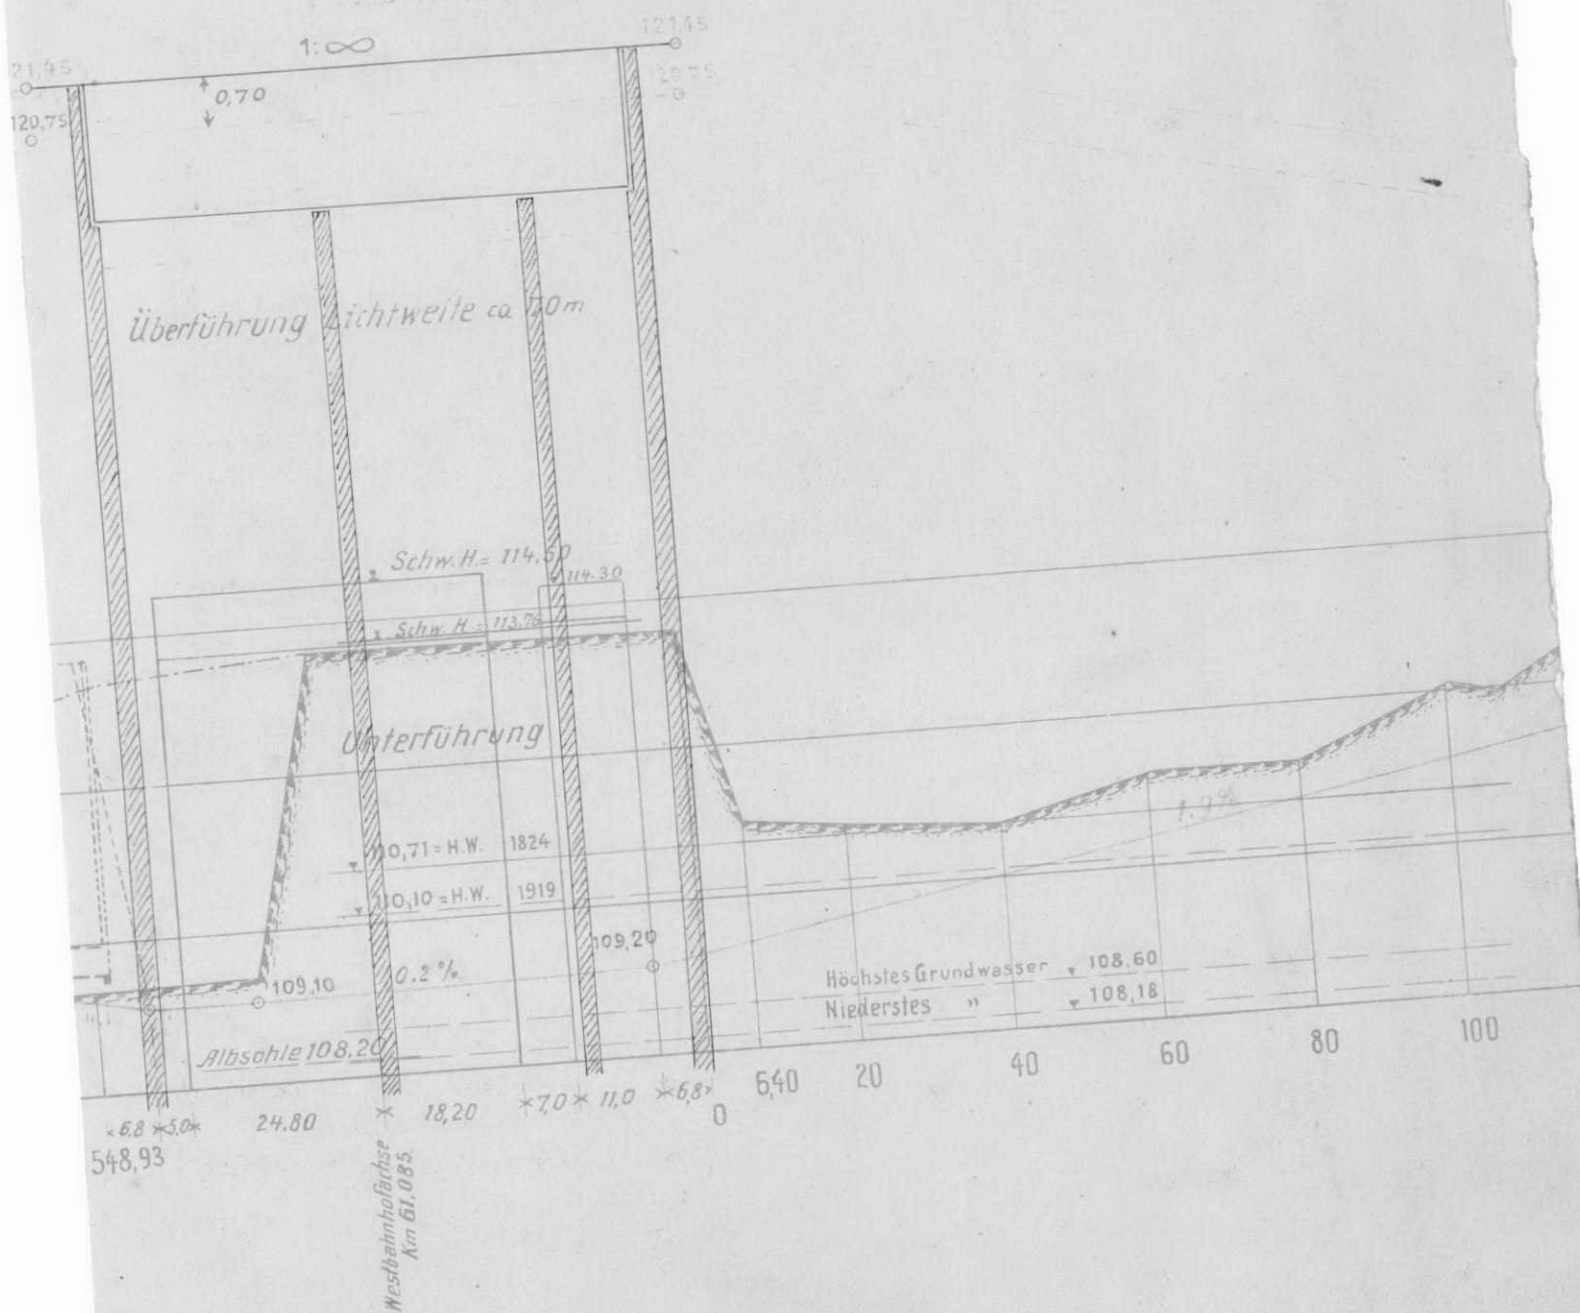 1:∞
121,45
21,45
120,75
0,70
120,75
Überführung Lichtweite ca 70m
Schw. H. = 114,50
114.30
Schw. H = 113,76
Unterführung
1.9%
110,71 = H.W. 1824
110,10 = H.W. 1919
109,20
109,10
0.2%
Höchstes Grundwasser 108,60
Niederstes " 108,18
Albsohle 108,20
6,8 5,0 24.80 18,20 7,0 11,0 6,8
548,93
0 6,40 20 40 60 80 100
Westbahnhofachse
Km 61,085